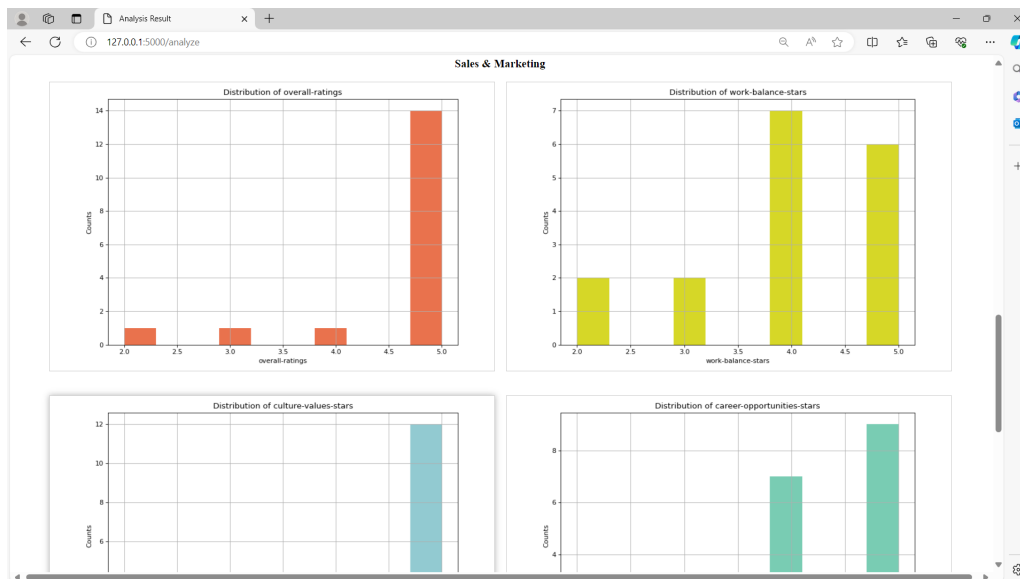 Analysis Result
127.0.0.1:5000/analyze
Sales & Marketing
Distribution of overall-ratings
14
12
10
8
6
4
2
0
Counts
2.0 2.5 3.0 3.5 4.0 4.5 5.0
overall-ratings
Distribution of work-balance-stars
7
6
5
4
3
2
1
0
Counts
2.0 2.5 3.0 3.5 4.0 4.5 5.0
work-balance-stars
Distribution of culture-values-stars
12
10
8
6
Counts
Distribution of career-opportunities-stars
8
6
4
Counts